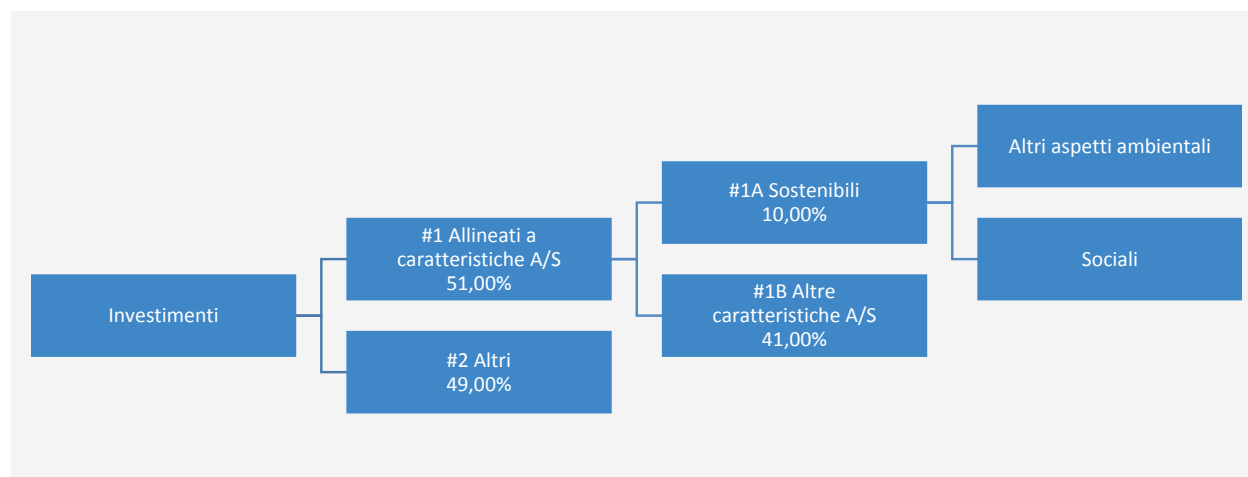 Investimenti
#1 Allineati a
caratteristiche A/S
51,00%
#2 Altri
49,00%
#1A Sostenibili
10,00%
#1B Altre
caratteristiche A/S
41,00%
Altri aspetti ambientali
Sociali